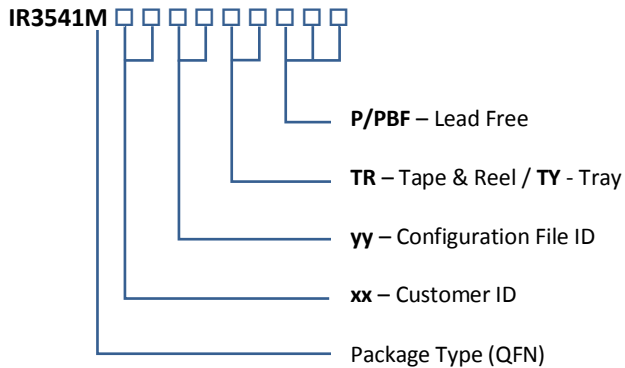 IR3541M
P/PBF – Lead Free
TR – Tape & Reel / TY - Tray
yy – Configuration File ID
xx – Customer ID
Package Type (QFN)